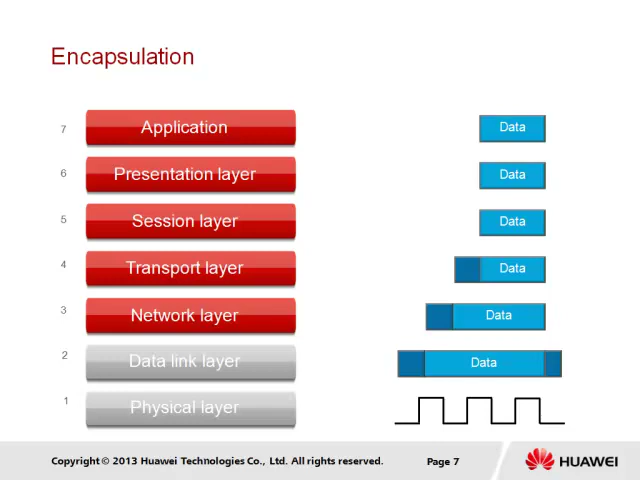 Encapsulation
7 Application Data
6 Presentation layer Data
5 Session layer Data
4 Transport layer Data
3 Network layer Data
2 Data link layer Data
1 Physical layer
Copyright © 2013 Huawei Technologies Co., Ltd. All rights reserved. Page 7 HUAWEI